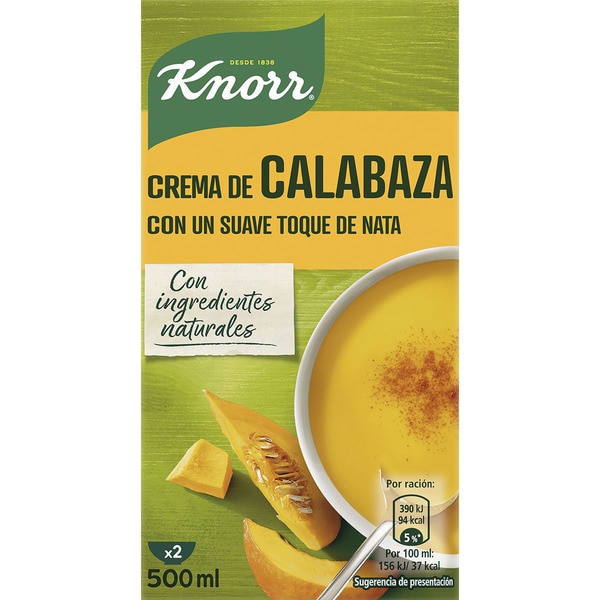 DESDE 1838
Knorr®
CREMA DE CALABAZA
CON UN SUAVE TOQUE DE NATA
Con
ingredientes
naturales
Por ración:
390 kJ
94 kcal
5%*
Por 100 ml:
156 kJ/ 37 kcal
Sugerencia de presentación
x2
500 ml